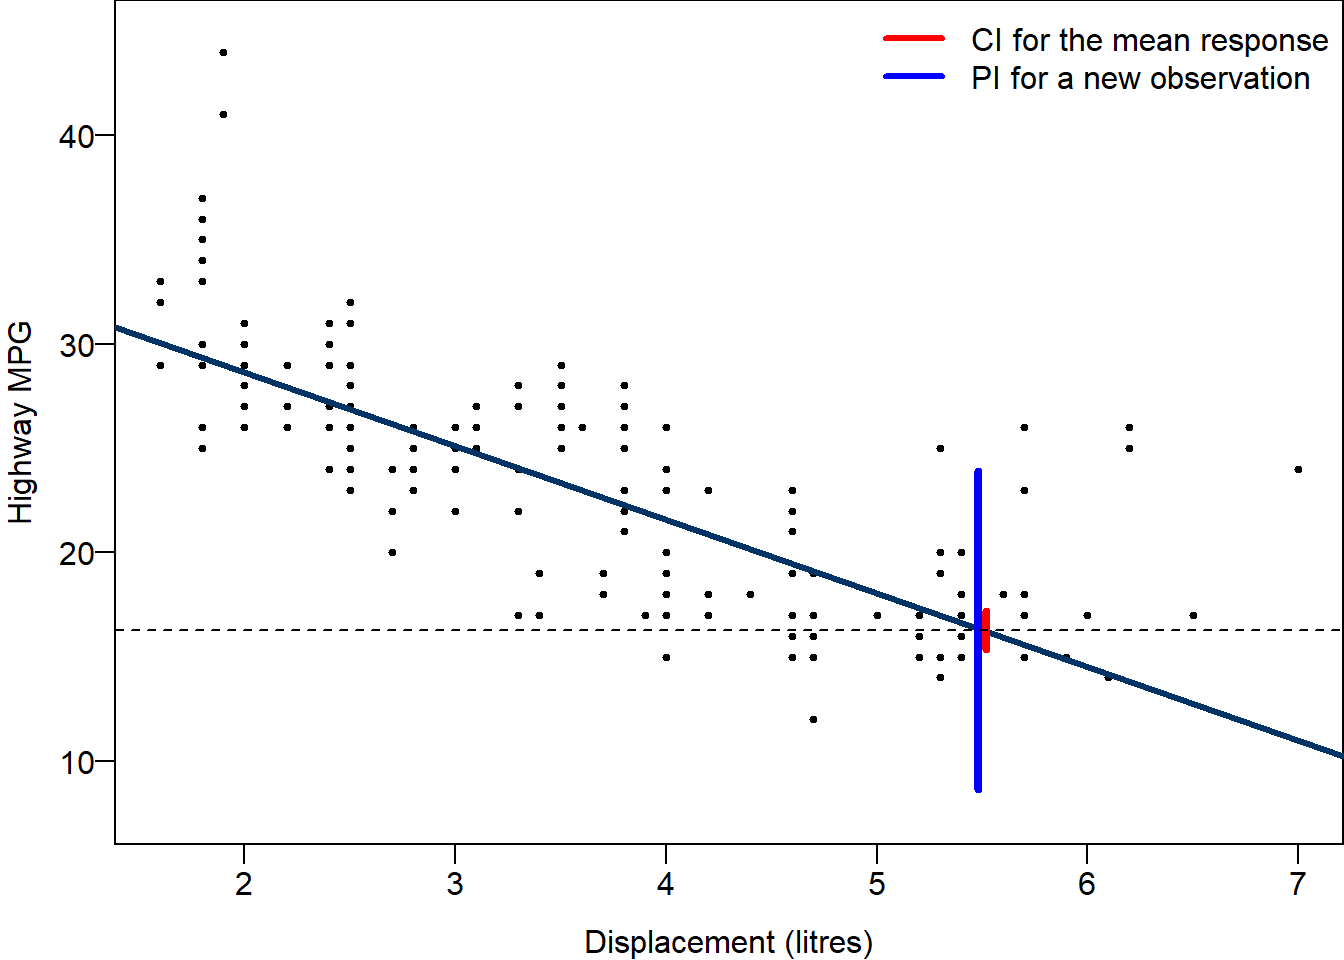 CI for the mean response
PI for a new observation
40
30
20
10
Highway MPG
2 3 4 5 6 7
Displacement (litres)